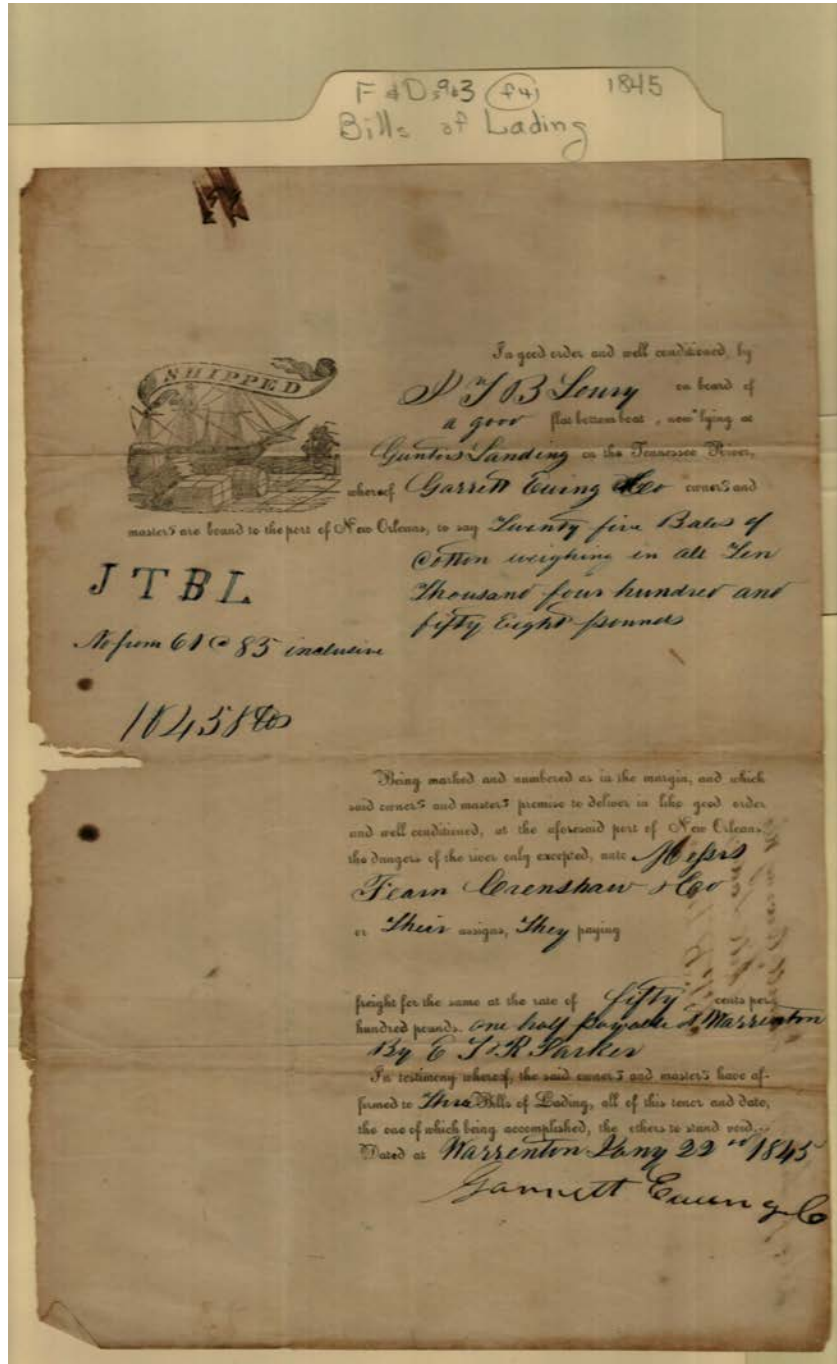 F & D 943 f41 1845
Bills of Lading
SHIPPED
In good order and well conditioned, by
J T B Loury on board of
a good flat bottom boat, now lying at
Gunters Landing on the Tennessee River,
whereof Garrett Ewing & Co owners and
masters are bound to the port of New Orleans, to say Twenty five Bales of
Cotton weighing in all Ten
Thousand four hundred and
fifty Eight pounds
J T B L
No from 61 @ 85 inclusive
10458 lbs
Being marked and numbered as in the margin, and which
said owners and masters promise to deliver in like good order
and well conditioned, at the aforesaid port of New Orleans
the dangers of the river only excepted, unto Messrs
Fearn Crenshaw & Co
or Their assigns, They paying
freight for the same at the rate of fifty cents per
hundred pounds. one half payable at Warrenton
By E T & R Parker
In testimony whereof, the said owners and masters have af-
firmed to Three Bills of Lading, all of this tenor and date,
the one of which being accomplished, the others to stand void.
Dated at Warrenton Jany 22nd 1845
Garrett Ewing & Co